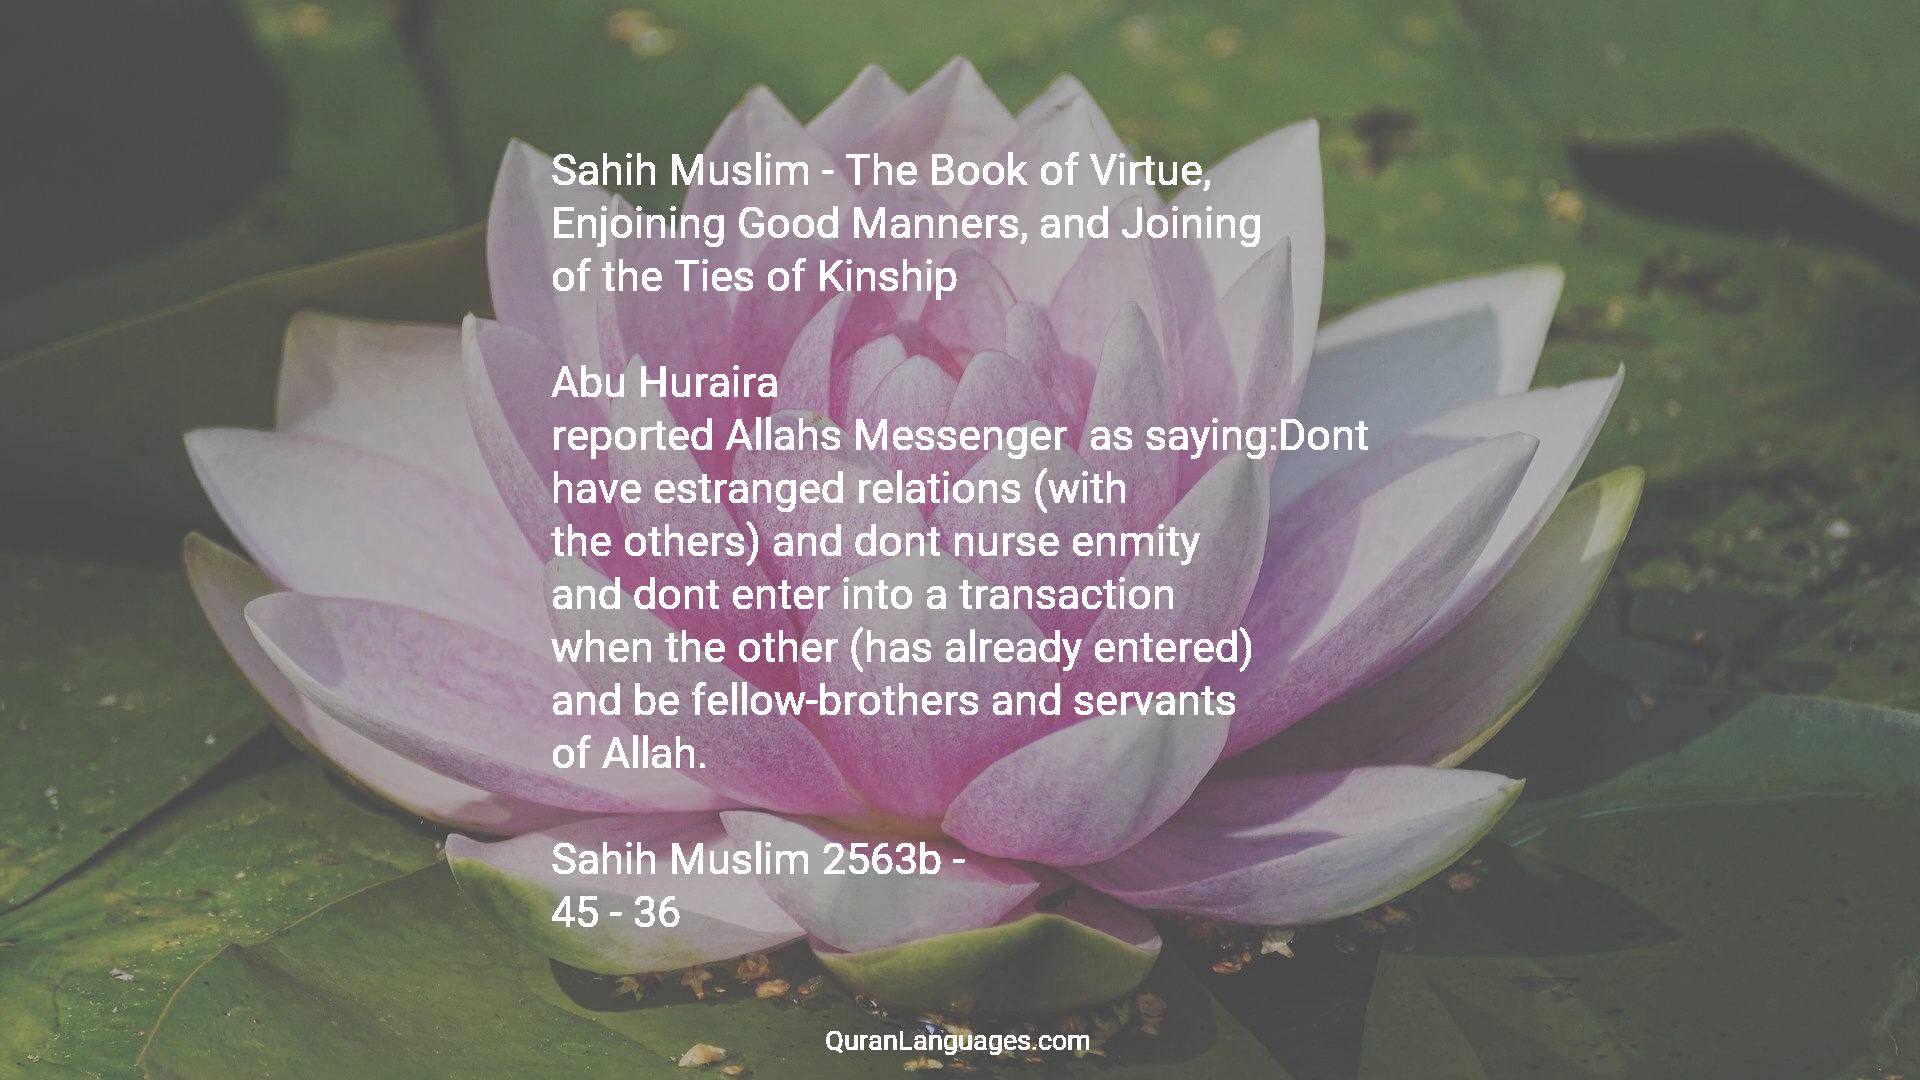 Sahih Muslim - The Book of Virtue,
Enjoining Good Manners, and Joining
of the Ties of Kinship
Abu Huraira
reported Allahs Messenger  as saying:Dont
have estranged relations (with
the others) and dont nurse enmity
and dont enter into a transaction
when the other (has already entered)
and be fellow-brothers and servants
of Allah.
Sahih Muslim 2563b -
45 - 36
QuranLanguages.com